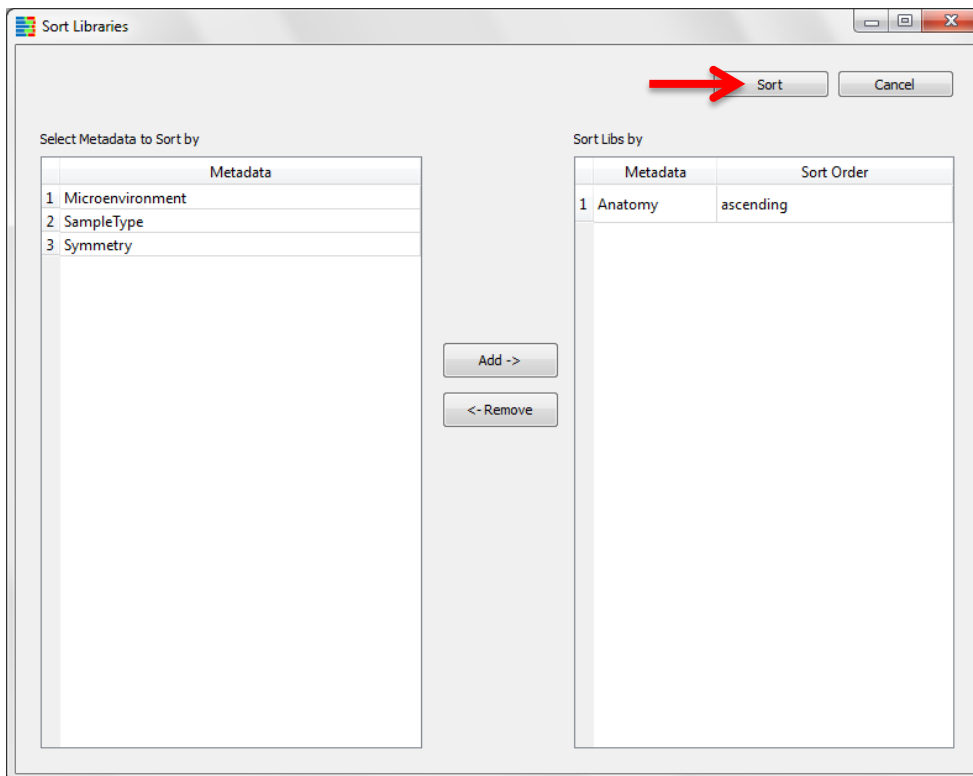 Sort Libraries
Sort Cancel
Select Metadata to Sort by
Sort Libs by
Metadata
Metadata Sort Order
1 Microenvironment
2 SampleType
3 Symmetry
1 Anatomy ascending
Add ->
<- Remove